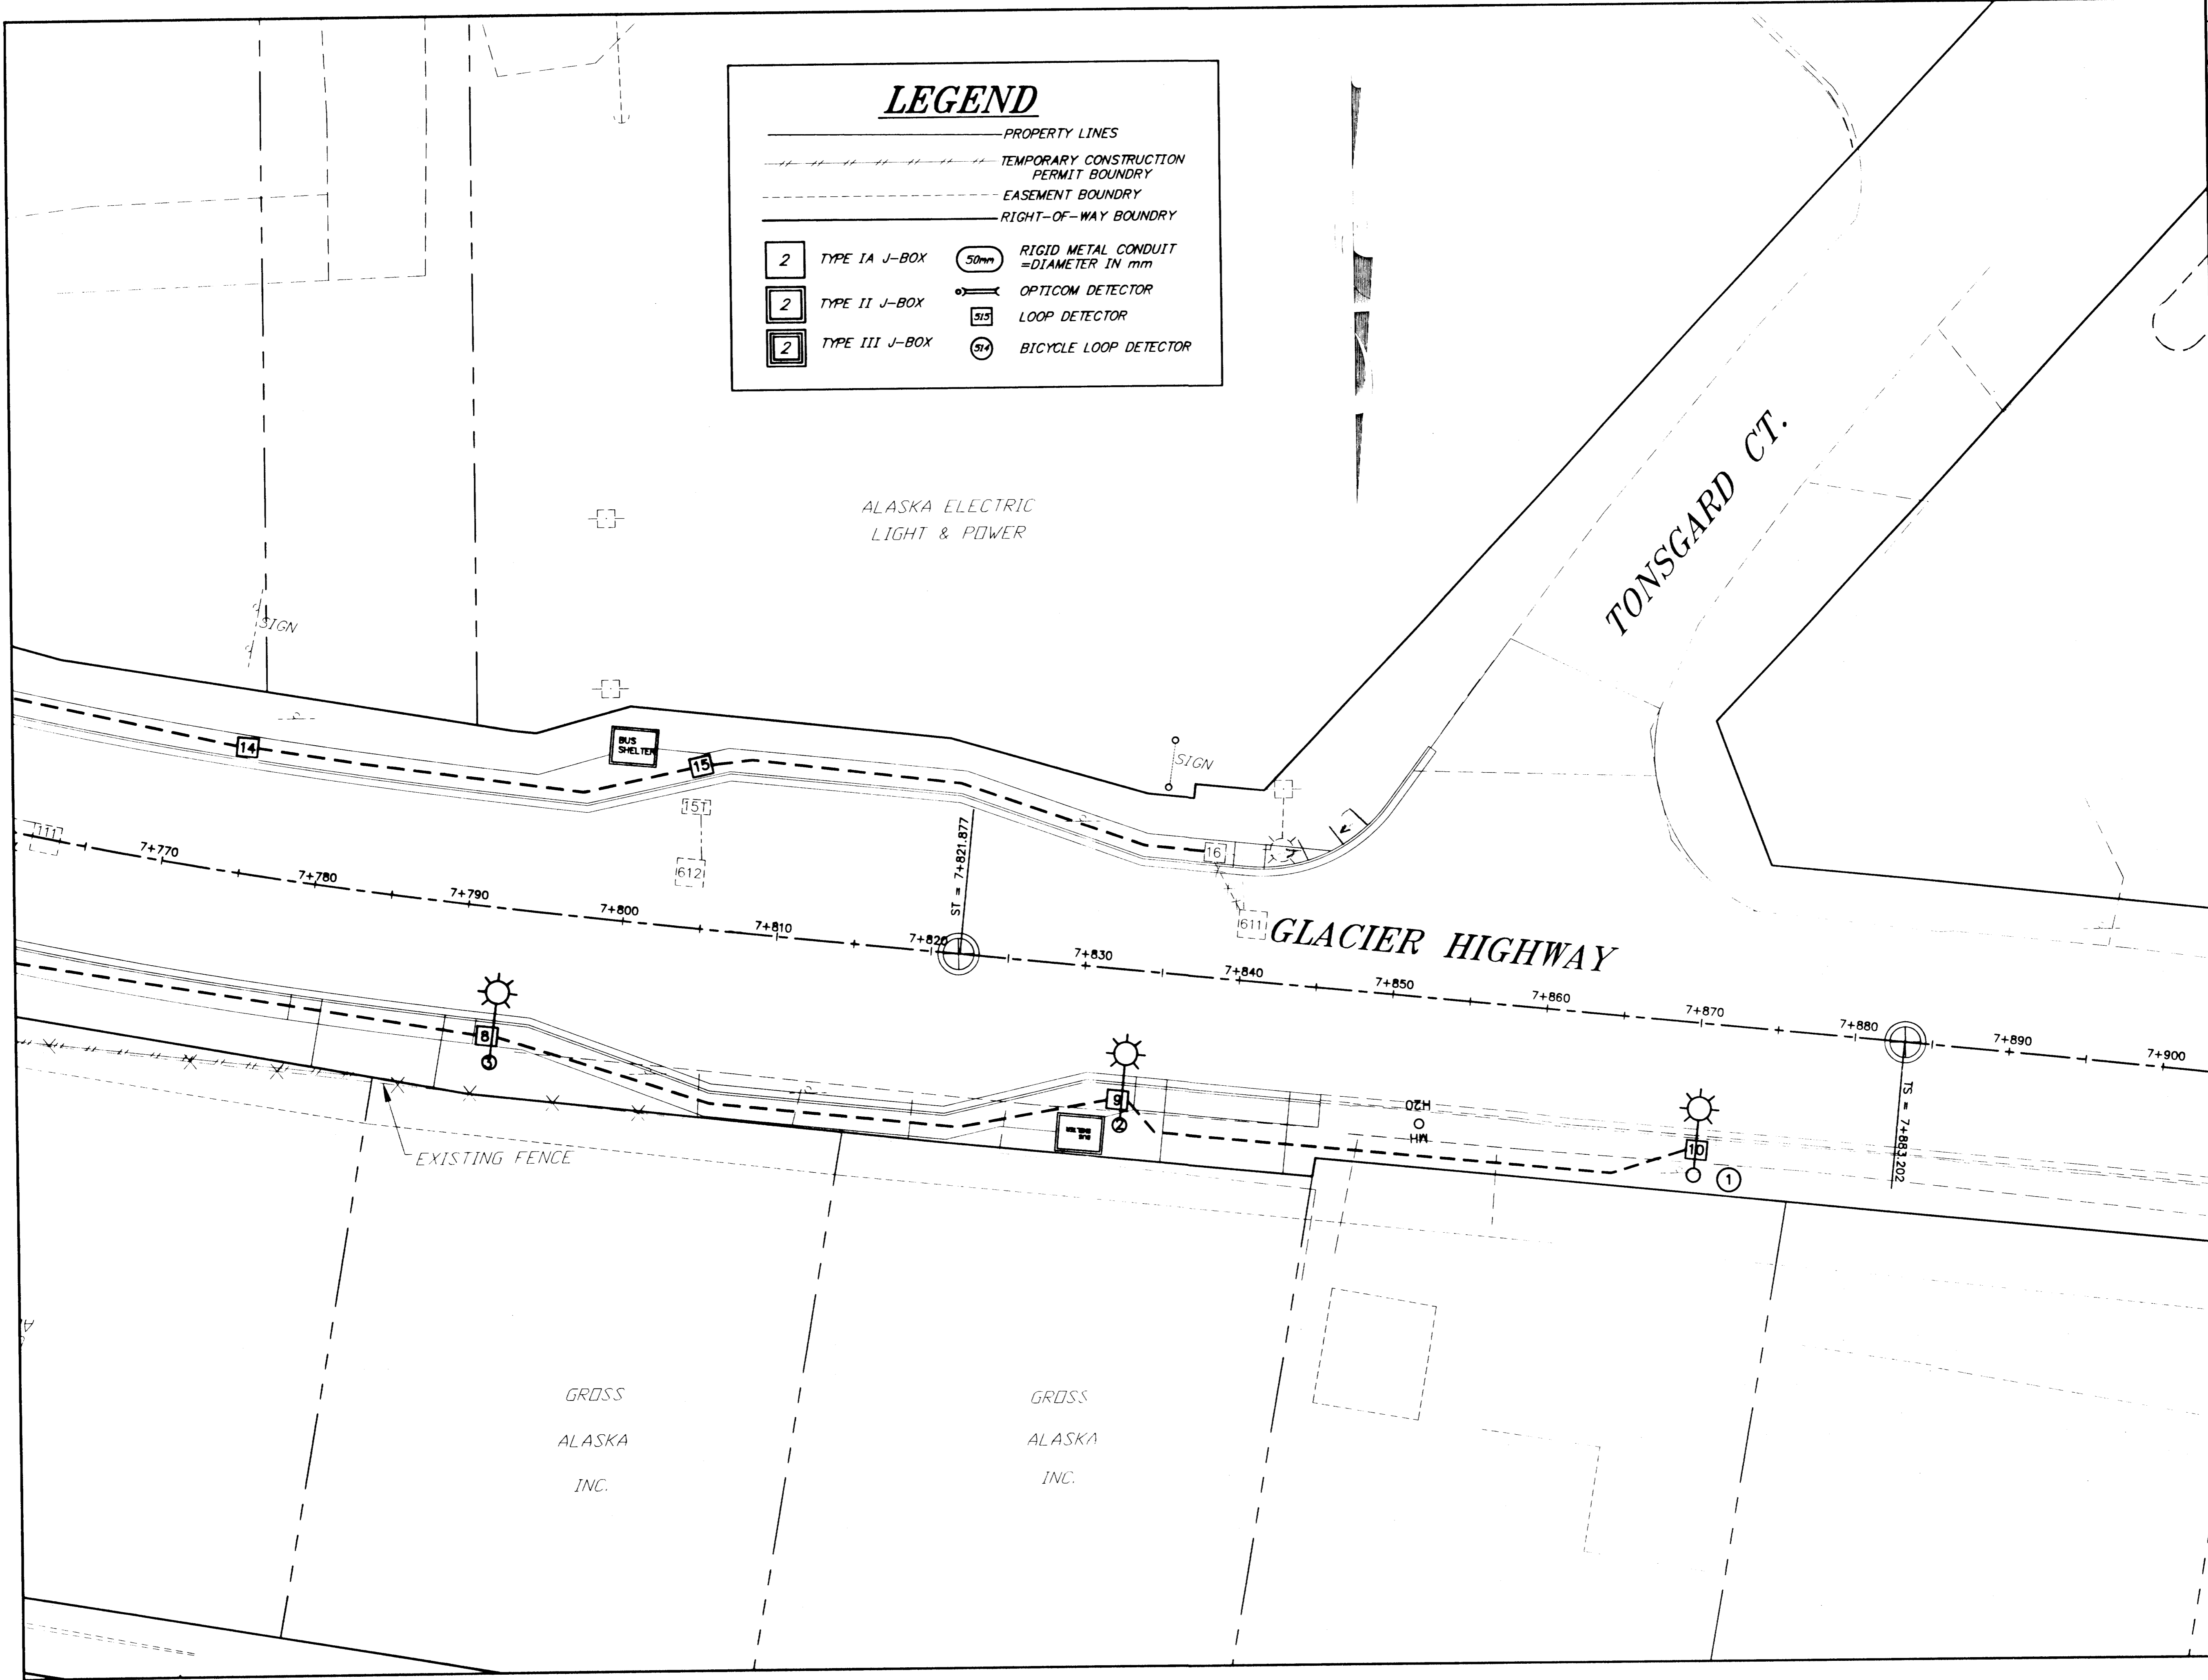 LEGEND
PROPERTY LINES
TEMPORARY CONSTRUCTION
PERMIT BOUNDRY
EASEMENT BOUNDRY
RIGHT-OF-WAY BOUNDRY
2 TYPE IA J-BOX
50mm RIGID METAL CONDUIT
=DIAMETER IN mm
OPTICOM DETECTOR
2 TYPE II J-BOX
515 LOOP DETECTOR
2 TYPE III J-BOX
514 BICYCLE LOOP DETECTOR
ALASKA ELECTRIC
LIGHT & POWER
TONSGARD CT.
SIGN
14
BUS
SHELTER
15
SIGN
15T
612
16
611
111
ST = 7+821.877
GLACIER HIGHWAY
7+770
7+780
7+790
7+800
7+810
7+820
7+830
7+840
7+850
7+860
7+870
7+880
7+890
7+900
TS = 7+883.202
8
3
9
2
BUS
SHELTER
H2O
MH
10
1
EXISTING FENCE
GROSS
ALASKA
INC.
GROSS
ALASKA
INC.